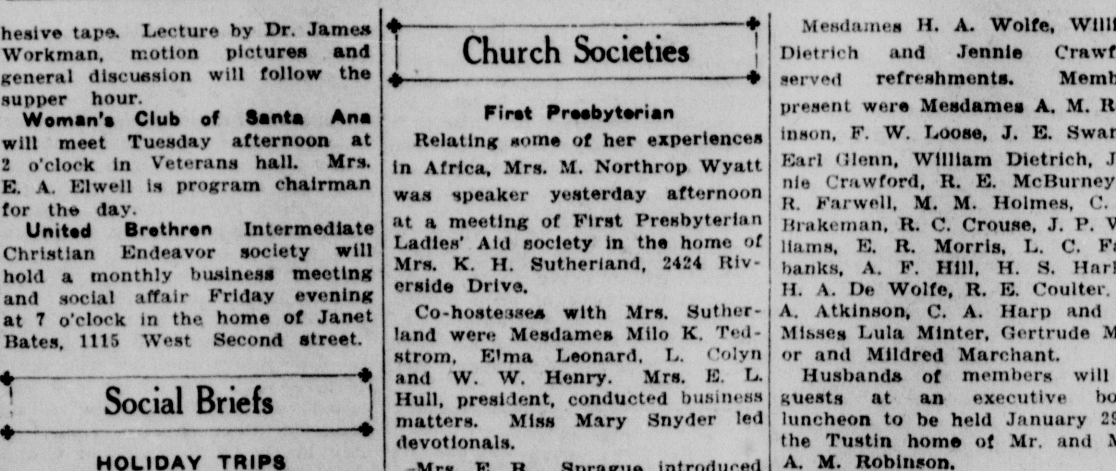 hesive tape. Lecture by Dr. James
Workman, motion pictures and
general discussion will follow the
supper hour.
Woman's Club of Santa Ana
will meet Tuesday afternoon at
2 o'clock in Veterans hall. Mrs.
E. A. Elwell is program chairman
for the day.
United Brethren Intermediate
Christian Endeavor society will
hold a monthly business meeting
and social affair Friday evening
at 7 o'clock in the home of Janet
Bates, 1115 West Second street.
Social Briefs
HOLIDAY TRIPS
Church Societies
First Presbyterian
Relating some of her experiences
in Africa, Mrs. M. Northrop Wyatt
was speaker yesterday afternoon
at a meeting of First Presbyterian
Ladies' Aid society in the home of
Mrs. K. H. Sutherland, 2424 Riv-
erside Drive.
Co-hostesses with Mrs. Suther-
land were Mesdames Milo K. Ted-
strom, Elma Leonard, L. Colyn
and W. W. Henry. Mrs. E. L.
Hull, president, conducted business
matters. Miss Mary Snyder led
devotionals.
Mrs. E. R. Sprague introduced
Mesdames H. A. Wolfe,
Dietrich and Jennie
served refreshments.
present were Mesdames A. M.
inson, F. W. Loose, J. E.
Earl Glenn, William Dietrich,
nie Crawford, R. E. McBurney
R. Farwell, M. M. Holmes, C.
Brakeman, R. C. Crouse, J. P.
liams, E. R. Morris, L. C.
banks, A. F. Hill, H. S.
H. A. De Wolfe, R. E. Coulter,
A. Atkinson, C. A. Harp and
Misses Lula Minter, Gertrude
or and Mildred Marchant.
Husbands of members will
guests at an executive
luncheon to be held January
the Tustin home of Mr. and
A. M. Robinson.